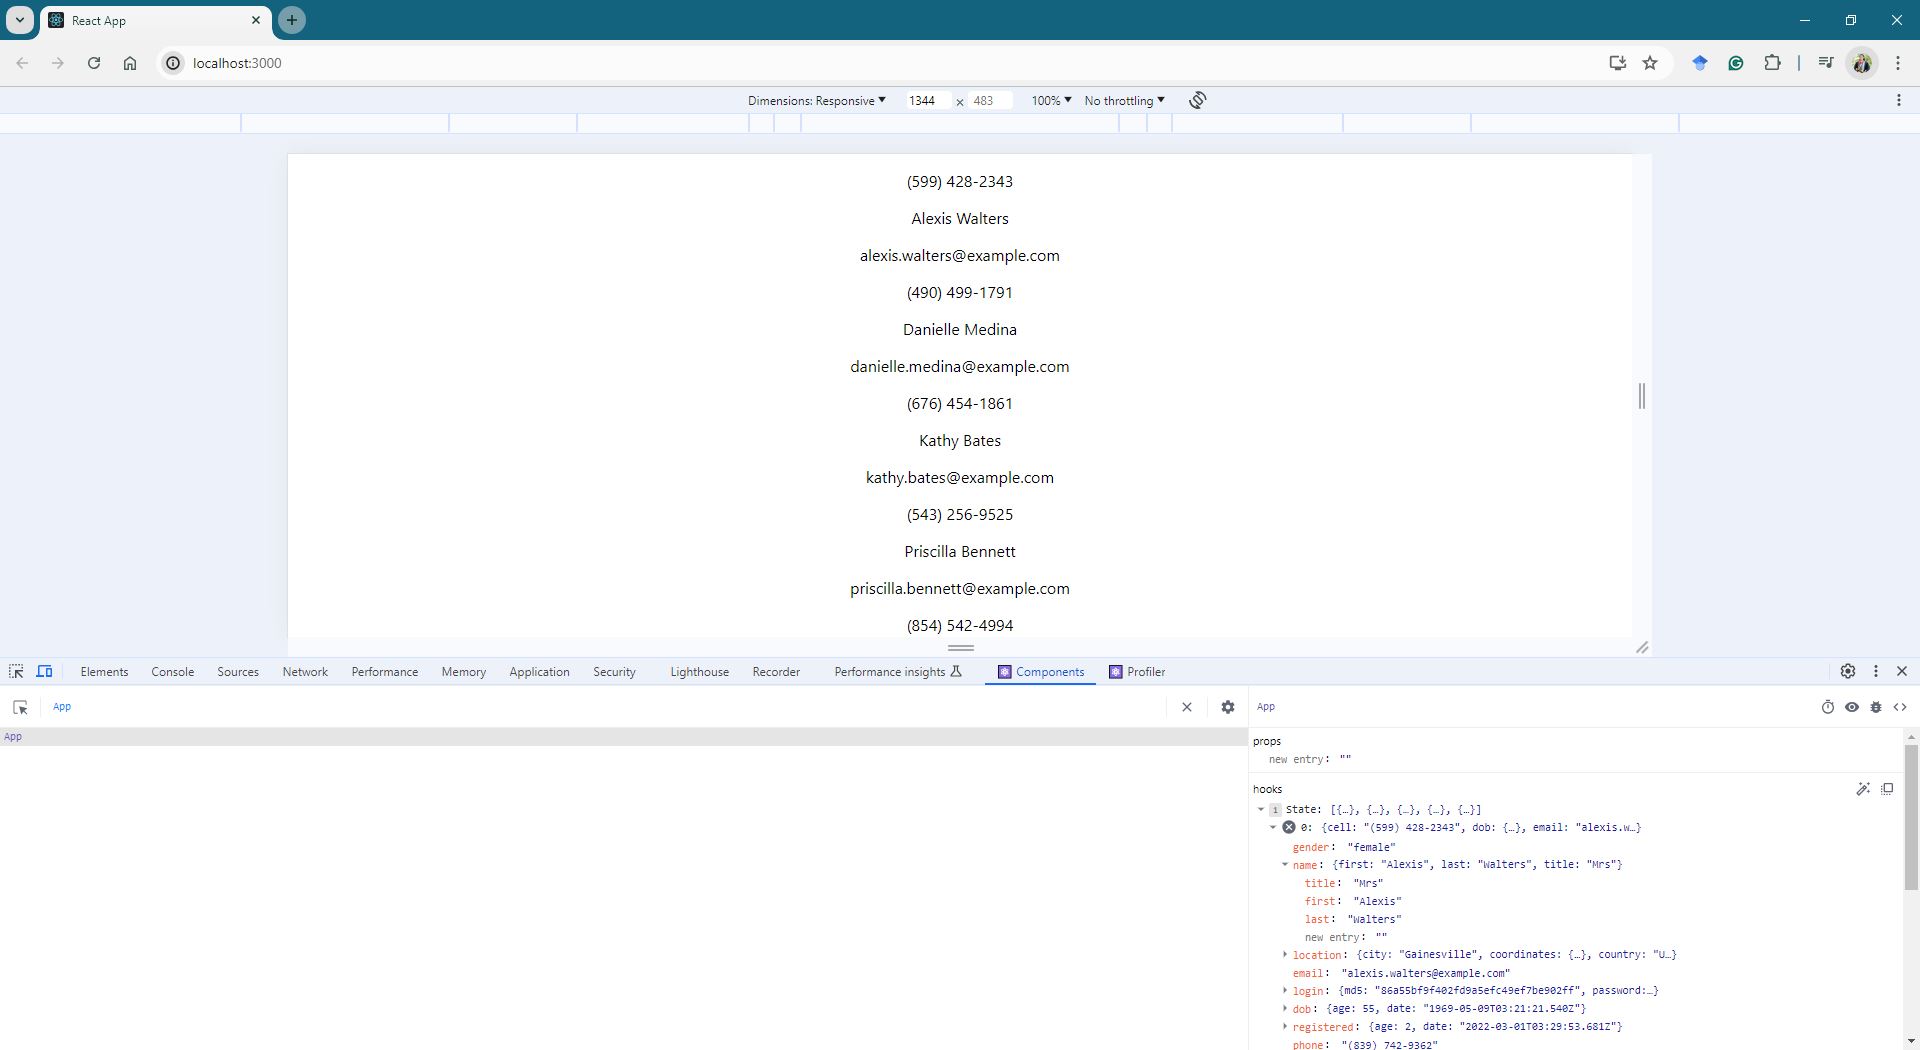 React App
localhost:3000
Dimensions: Responsive 1344 × 483 100% No throttling
(599) 428-2343
Alexis Walters
alexis.walters@example.com
(490) 499-1791
Danielle Medina
danielle.medina@example.com
(676) 454-1861
Kathy Bates
kathy.bates@example.com
(543) 256-9525
Priscilla Bennett
priscilla.bennett@example.com
(854) 542-4994
Elements Console Sources Network Performance Memory Application Security Lighthouse Recorder Performance insights Components Profiler
App
App
App
props
new entry: ""
hooks
1 State: [{…}, {…}, {…}, {…}, {…}]
0: {cell: "(599) 428-2343", dob: {…}, email: "alexis.w…}
gender: "female"
name: {first: "Alexis", last: "Walters", title: "Mrs"}
title: "Mrs"
first: "Alexis"
last: "Walters"
new entry: ""
location: {city: "Gainesville", coordinates: {…}, country: "U…}
email: "alexis.walters@example.com"
login: {md5: "86a55bf9f402fd9a5efc49ef7be902ff", password:…}
dob: {age: 55, date: "1969-05-09T03:21:21.540Z"}
registered: {age: 2, date: "2022-03-01T03:29:53.681Z"}
phone: "(839) 742-9362"